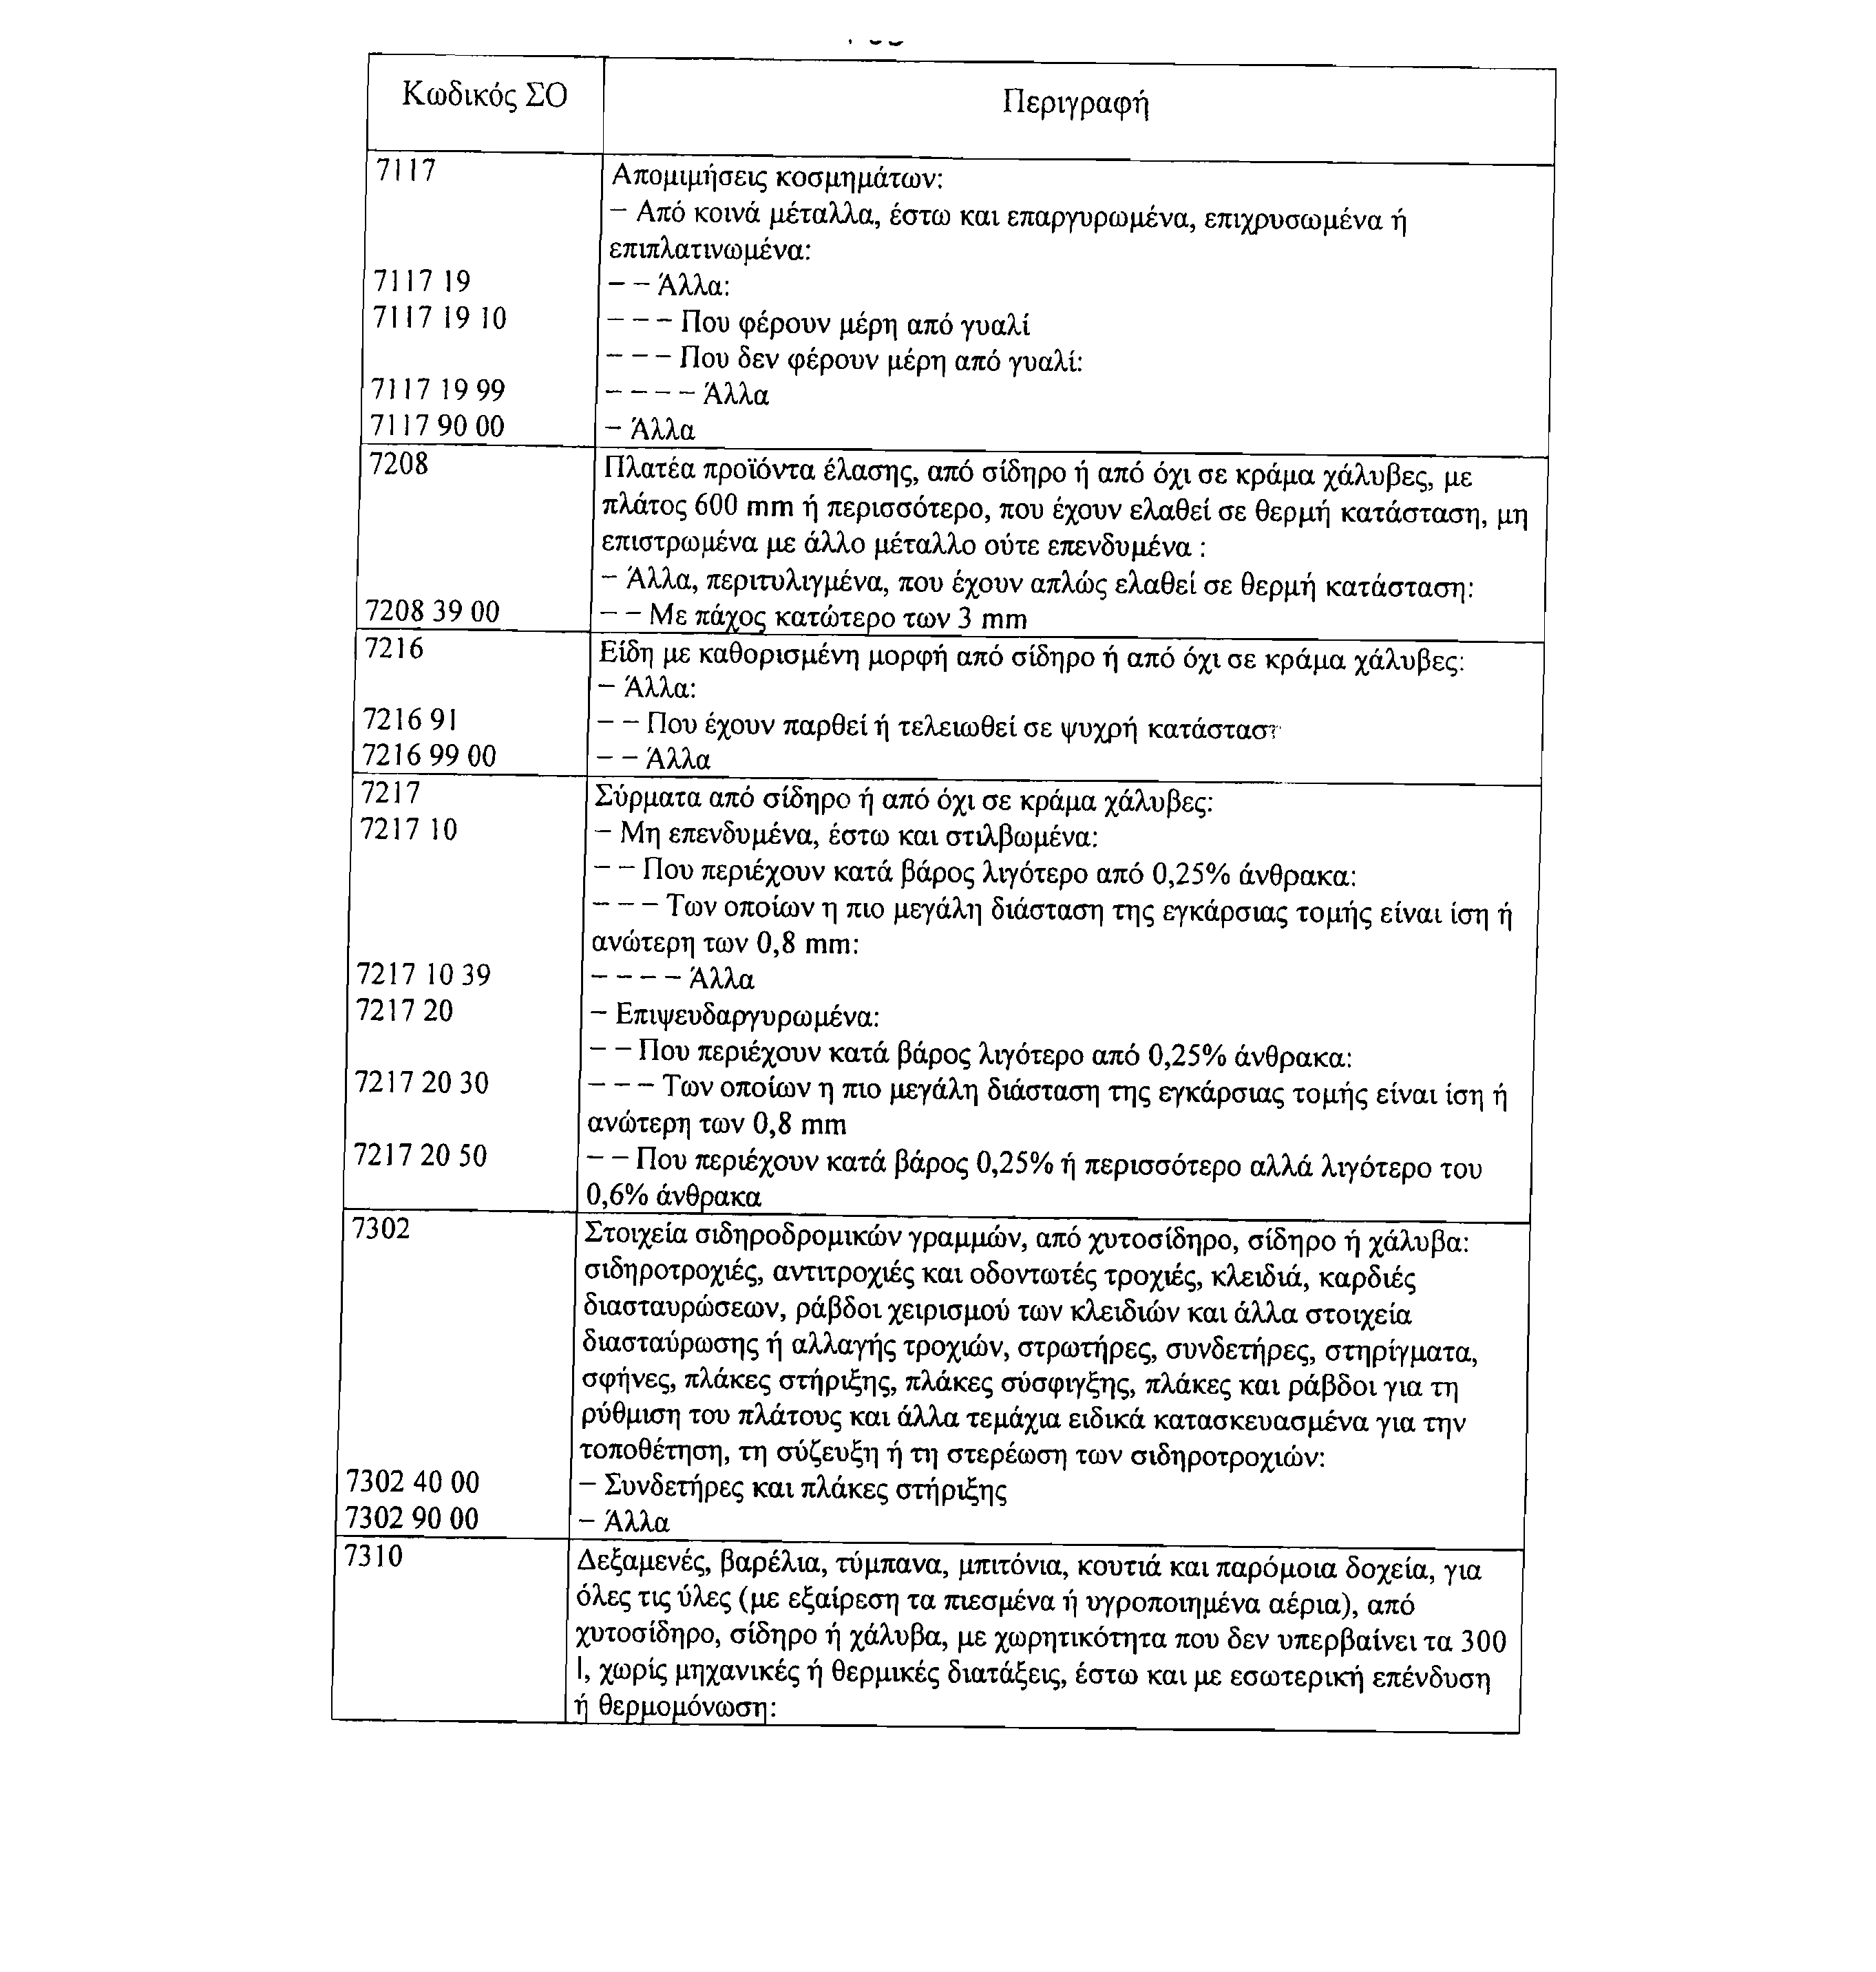 Κωδικός ΣΟ Περιγραφή
7117 Απομιμήσεις κοσμημάτων:
− Από κοινά μέταλλα, έστω και επαργυρωμένα, επιχρυσωμένα ή
επιπλατινωμένα:
7117 19 − − Άλλα:
7117 19 10 − − − Που φέρουν μέρη από γυαλί
− − − Που δεν φέρουν μέρη από γυαλί:
7117 19 99 − − − − Άλλα
7117 90 00 − Άλλα
7208 Πλατέα προϊόντα έλασης, από σίδηρο ή από όχι σε κράμα χάλυβες, με
πλάτος 600 mm ή περισσότερο, που έχουν ελαθεί σε θερμή κατάσταση, μη
επιστρωμένα με άλλο μέταλλο ούτε επενδυμένα :
− Άλλα, περιτυλιγμένα, που έχουν απλώς ελαθεί σε θερμή κατάσταση:
7208 39 00 − − Με πάχος κατώτερο των 3 mm
7216 Είδη με καθορισμένη μορφή από σίδηρο ή από όχι σε κράμα χάλυβες:
− Άλλα:
7216 91 − − Που έχουν παρθεί ή τελειωθεί σε ψυχρή
7216 99 00 − − Άλλα
7217 Σύρματα από σίδηρο ή από όχι σε κράμα χάλυβες:
7217 10 − Μη επενδυμένα, έστω και στιλβωμένα:
− − Που περιέχουν κατά βάρος λιγότερο από 0,25% άνθρακα:
− − − Των οποίων η πιο μεγάλη διάσταση της εγκάρσιας τομής είναι ίση ή
ανώτερη των 0,8 mm:
7217 10 39 − − − − Άλλα
7217 20 − Επιψευδαργυρωμένα:
− − Που περιέχουν κατά βάρος λιγότερο από 0,25% άνθρακα:
7217 20 30 − − − Των οποίων η πιο μεγάλη διάσταση της εγκάρσιας τομής είναι ίση ή
ανώτερη των 0,8 mm
7217 20 50 − − Που περιέχουν κατά βάρος 0,25% ή περισσότερο αλλά λιγότερο του
0,6% άνθρακα
7302 Στοιχεία σιδηροδρομικών γραμμών, από χυτοσίδηρο, σίδηρο ή χάλυβα:
σιδηροτροχιές, αντιτροχιές και οδοντωτές τροχιές, κλειδιά, καρδιές
διασταυρώσεων, ράβδοι χειρισμού των κλειδιών και άλλα στοιχεία
διασταύρωσης ή αλλαγής τροχιών, στρωτήρες, συνδετήρες, στηρίγματα,
σφήνες, πλάκες στήριξης, πλάκες σύσφιγξης, πλάκες και ράβδοι για τη
ρύθμιση του πλάτους και άλλα τεμάχια ειδικά κατασκευασμένα για την
τοποθέτηση, τη σύζευξη ή τη στερέωση των σιδηροτροχιών:
7302 40 00 − Συνδετήρες και πλάκες στήριξης
7302 90 00 − Άλλα
7310 Δεξαμενές, βαρέλια, τύμπανα, μπιτόνια, κουτιά και παρόμοια δοχεία, για
όλες τις ύλες (με εξαίρεση τα πιεσμένα ή υγροποιημένα αέρια), από
χυτοσίδηρο, σίδηρο ή χάλυβα, με χωρητικότητα που δεν υπερβαίνει τα 300
l, χωρίς μηχανικές ή θερμικές διατάξεις, έστω και με εσωτερική επένδυση
ή θερμομόνωση: